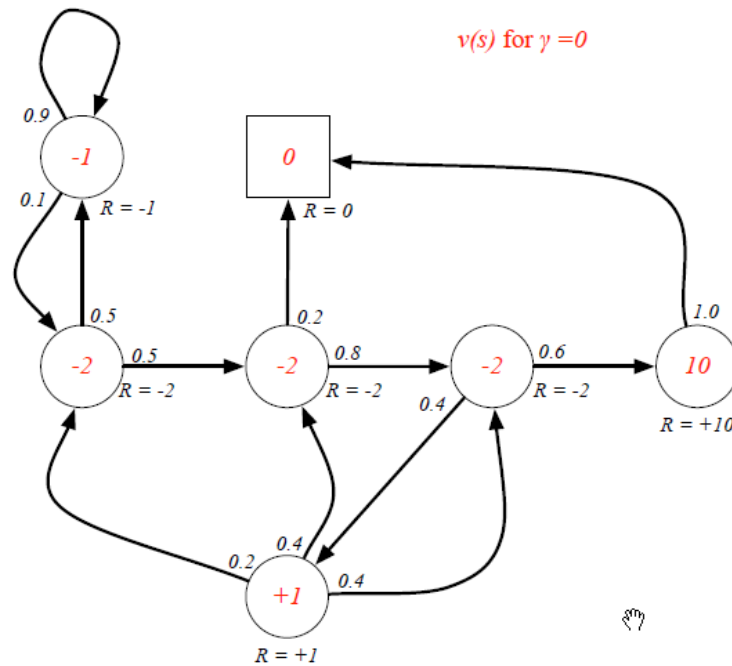 v(s) for γ =0
0.9
-1
0
0.1
R = -1
R = 0
0.5
0.2
1.0
-2
0.5
-2
0.8
-2
0.6
10
R = -2
R = -2
0.4
R = -2
R = +10
0.4
0.2
0.4
+1
R = +1